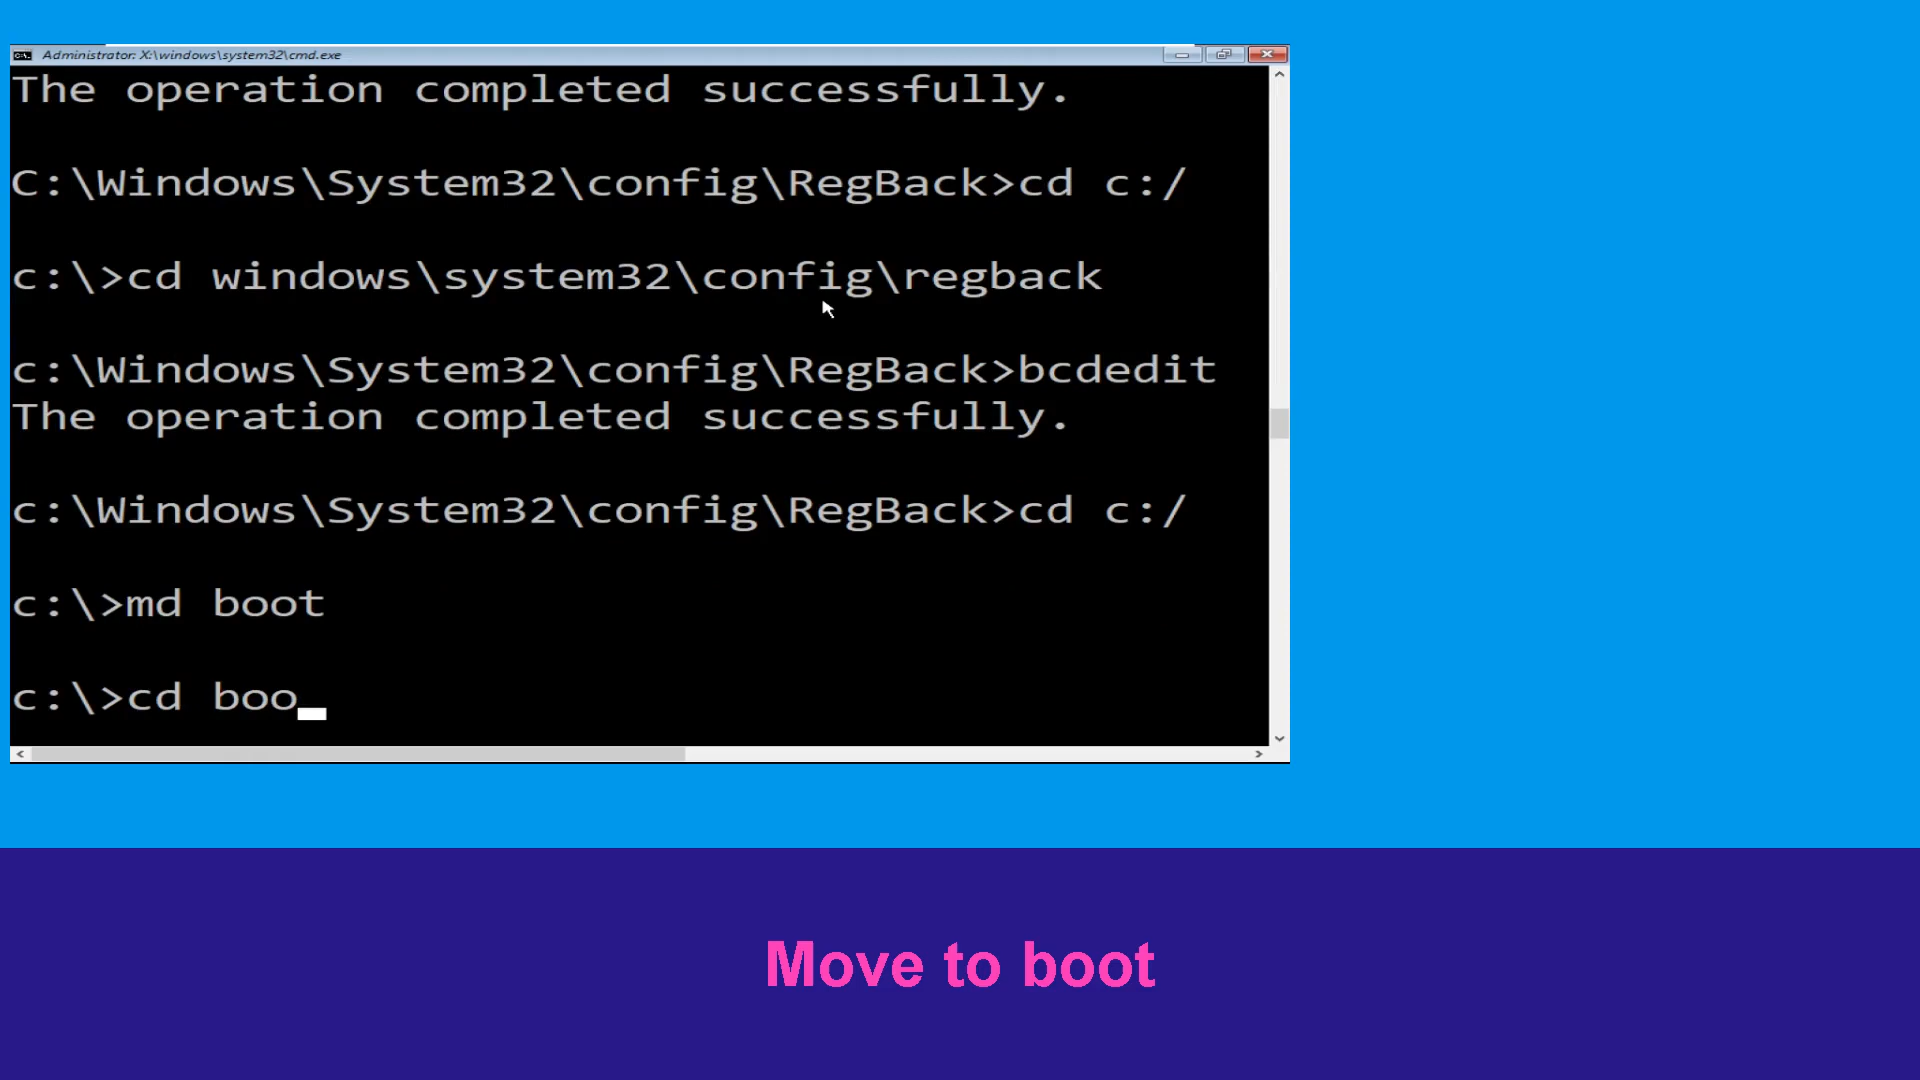 Administrator: X:\windows\system32\cmd.exe
The operation completed successfully.
C:\Windows\System32\config\RegBack>cd c:/
c:\>cd windows\system32\config\regback
c:\Windows\System32\config\RegBack>bcdedit
The operation completed successfully.
c:\Windows\System32\config\RegBack>cd c:/
c:\>md boot
c:\>cd boo_
Move to boot